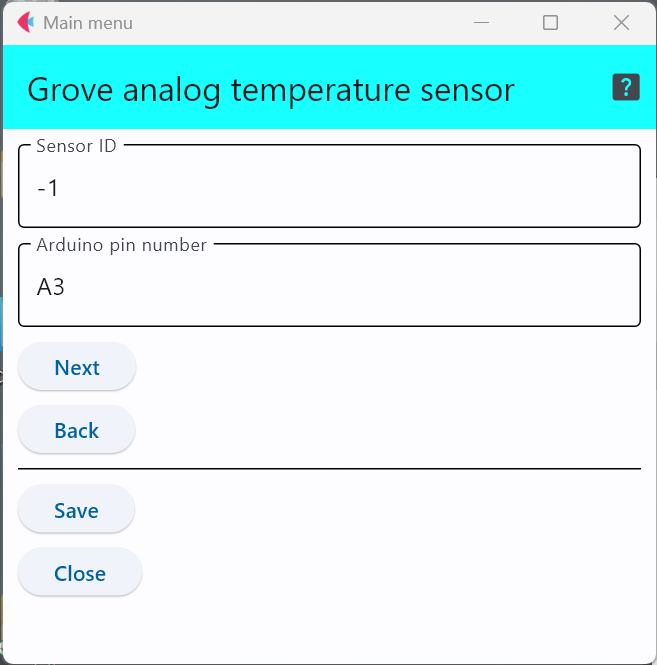 Main menu
Grove analog temperature sensor
?
Sensor ID
-1
Arduino pin number
A3
Next
Back
Save
Close